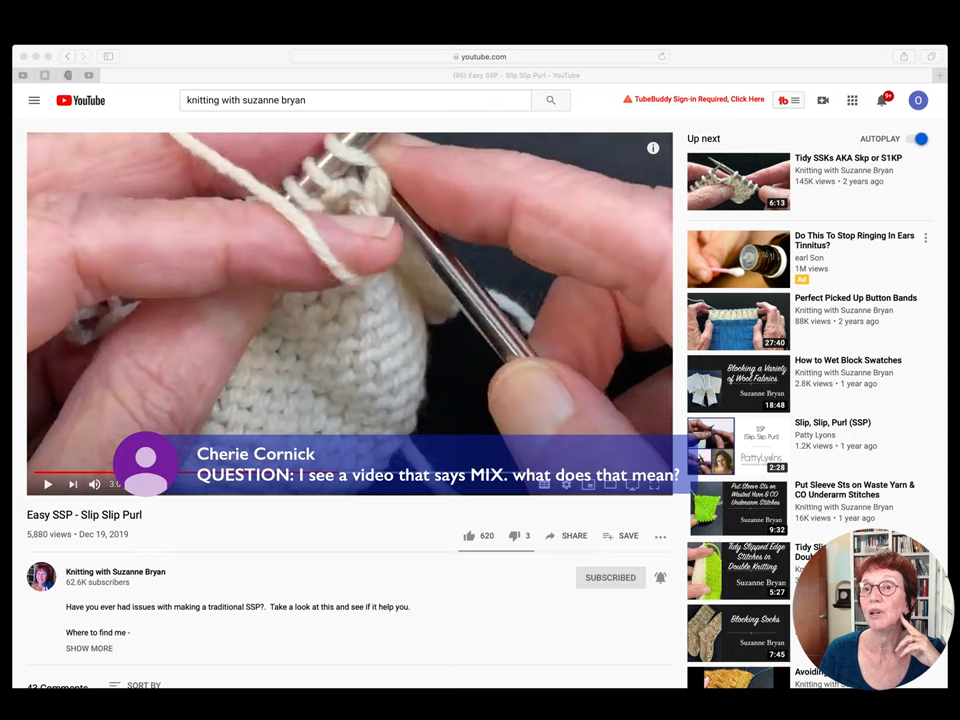 youtube.com
(96) Easy SSP - Slip Slip Purl - YouTube
YouTube
knitting with suzanne bryan
TubeBuddy Sign-in Required, Click Here
tb
9+
O
Up next
AUTOPLAY
Tidy SSKs AKA Skp or S1KP
Knitting with Suzanne Bryan
145K views • 2 years ago
6:13
Do This To Stop Ringing In Ears
Tinnitus?
earl Son
1M views
Ad
Perfect Picked Up Button Bands
Knitting with Suzanne Bryan
88K views • 2 years ago
27:40
How to Wet Block Swatches
Knitting with Suzanne Bryan
2.8K views • 1 year ago
Blocking a Variety
of Wool Fabrics
Suzanne Bryan
18:48
Slip, Slip, Purl (SSP)
Patty Lyons
1.2K views • 1 year ago
SSP
(Slip, Slip, Purl)
PattyLyons
2:28
Put Sleeve Sts on Wasted Yarn &
CO Underarm Stitches
Knitting with Suzanne Bryan
16K views • 1 year ago
Put Sleeve Sts
on Wasted Yarn
& CO Underarm
Stitches
Suzanne Bryan
9:32
Tidy Slipped Edge
Stitches in
Double Knitting
Suzanne Bryan
5:27
Tidy
Blocking Socks
Suzanne Bryan
7:45
Knitting
Cherie Cornick
QUESTION: I see a video that says MIX. what does that mean?
Easy SSP - Slip Slip Purl
5,880 views • Dec 19, 2019
620
3
SHARE
SAVE
Knitting with Suzanne Bryan
62.6K subscribers
SUBSCRIBED
Have you ever had issues with making a traditional SSP?. Take a look at this and see if it help you.
Where to find me -
SHOW MORE
43 Comments
SORT BY